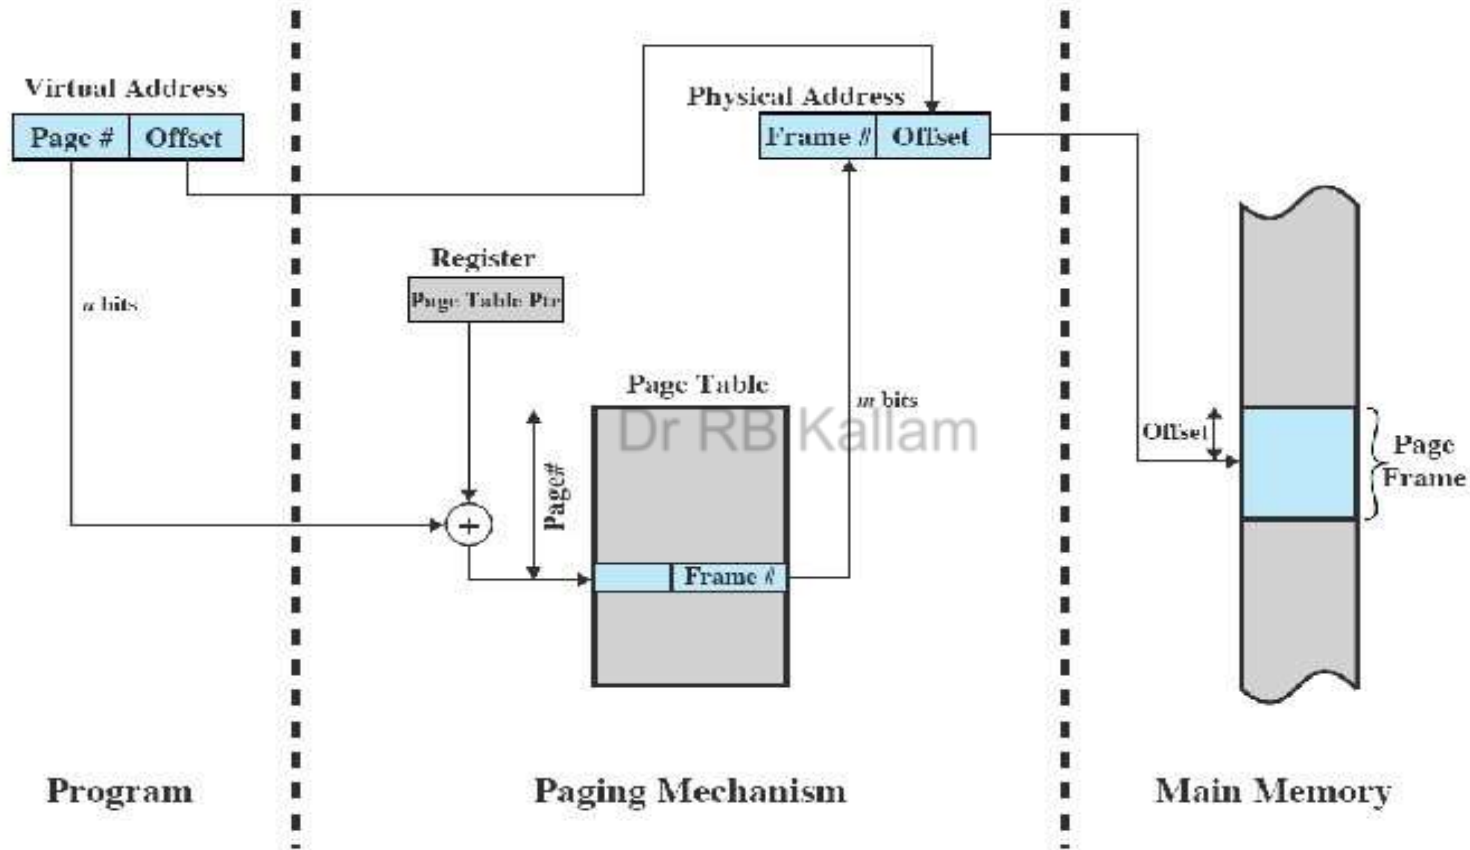 Virtual Address
Page # Offset
Physical Address
Frame # Offset
Register
Page Table Ptr
n bits
Page Table
m bits
Dr RB Kallam
Page#
Frame #
Offset
Page
Frame
Program
Paging Mechanism
Main Memory